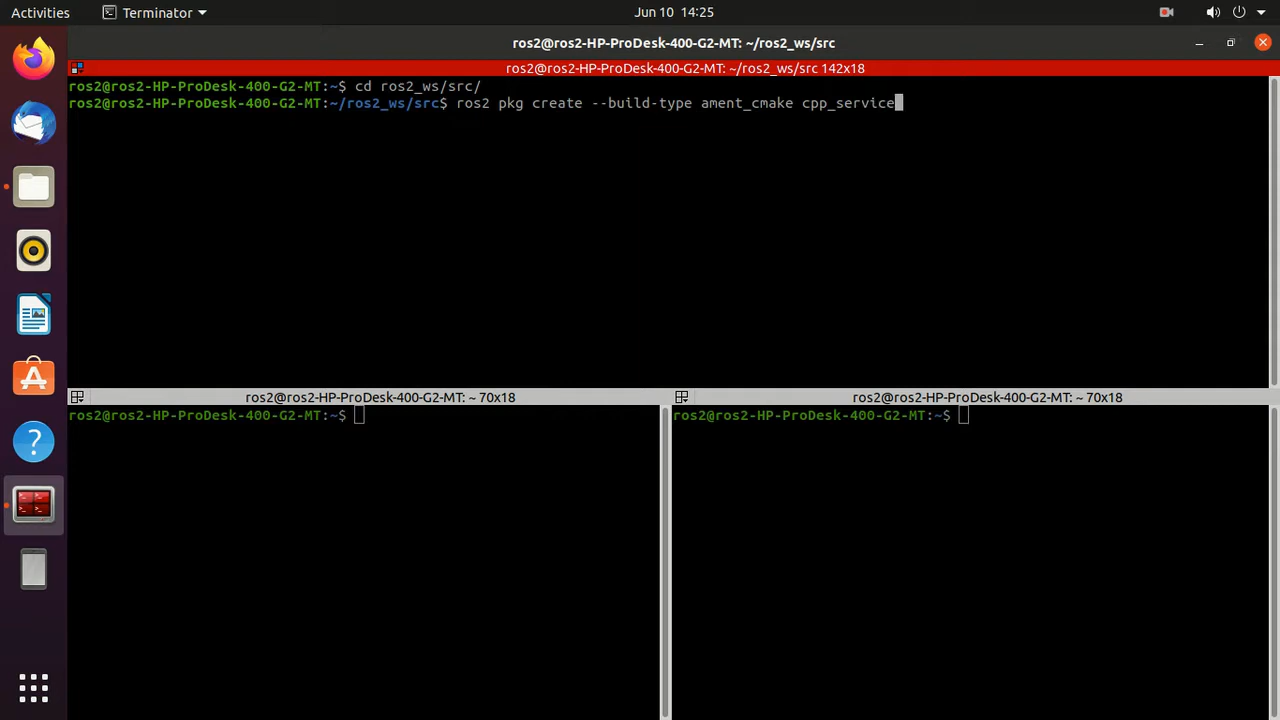 Activities
Terminator
Jun 10 14:25
ros2@ros2-HP-ProDesk-400-G2-MT: ~/ros2_ws/src
ros2@ros2-HP-ProDesk-400-G2-MT: ~/ros2_ws/src 142x18
ros2@ros2-HP-ProDesk-400-G2-MT:~$ cd ros2_ws/src/
ros2@ros2-HP-ProDesk-400-G2-MT:~/ros2_ws/src$ ros2 pkg create --build-type ament_cmake cpp_service
ros2@ros2-HP-ProDesk-400-G2-MT: ~ 70x18
ros2@ros2-HP-ProDesk-400-G2-MT:~$
ros2@ros2-HP-ProDesk-400-G2-MT: ~ 70x18
ros2@ros2-HP-ProDesk-400-G2-MT:~$